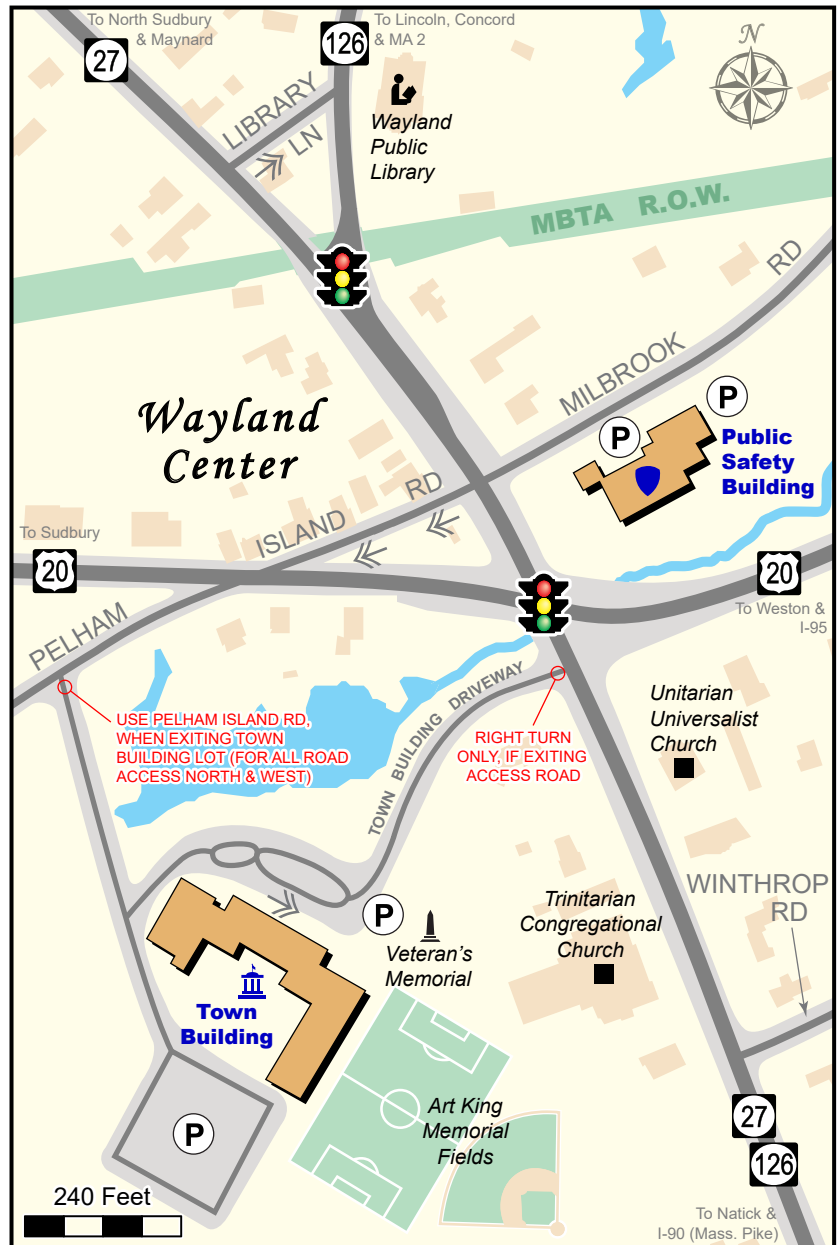 To North Sudbury
& Maynard
27
To Lincoln, Concord
& MA 2
126
N
LIBRARY
LN
Wayland
Public
Library
MBTA R.O.W.
MILBROOK RD
Wayland
Center
P
P
Public
Safety
Building
To Sudbury
20
PELHAM ISLAND RD
20
To Weston &
I-95
USE PELHAM ISLAND RD,
WHEN EXITING TOWN
BUILDING LOT (FOR ALL ROAD
ACCESS NORTH & WEST)
TOWN BUILDING DRIVEWAY
RIGHT TURN
ONLY, IF EXITING
ACCESS ROAD
Unitarian
Universalist
Church
WINTHROP
RD
Trinitarian
Congregational
Church
P
Veteran's
Memorial
Town
Building
Art King
Memorial
Fields
P
27
126
240 Feet
To Natick &
I-90 (Mass. Pike)